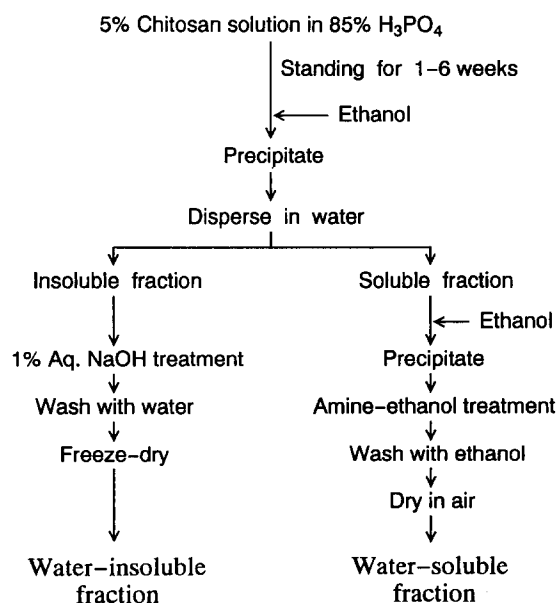 5% Chitosan solution in 85% H₃PO₄
Standing for 1–6 weeks
Ethanol
Precipitate
Disperse in water
Insoluble fraction
Soluble fraction
Ethanol
1% Aq. NaOH treatment
Precipitate
Wash with water
Amine–ethanol treatment
Freeze–dry
Wash with ethanol
Dry in air
Water–insoluble
fraction
Water–soluble
fraction